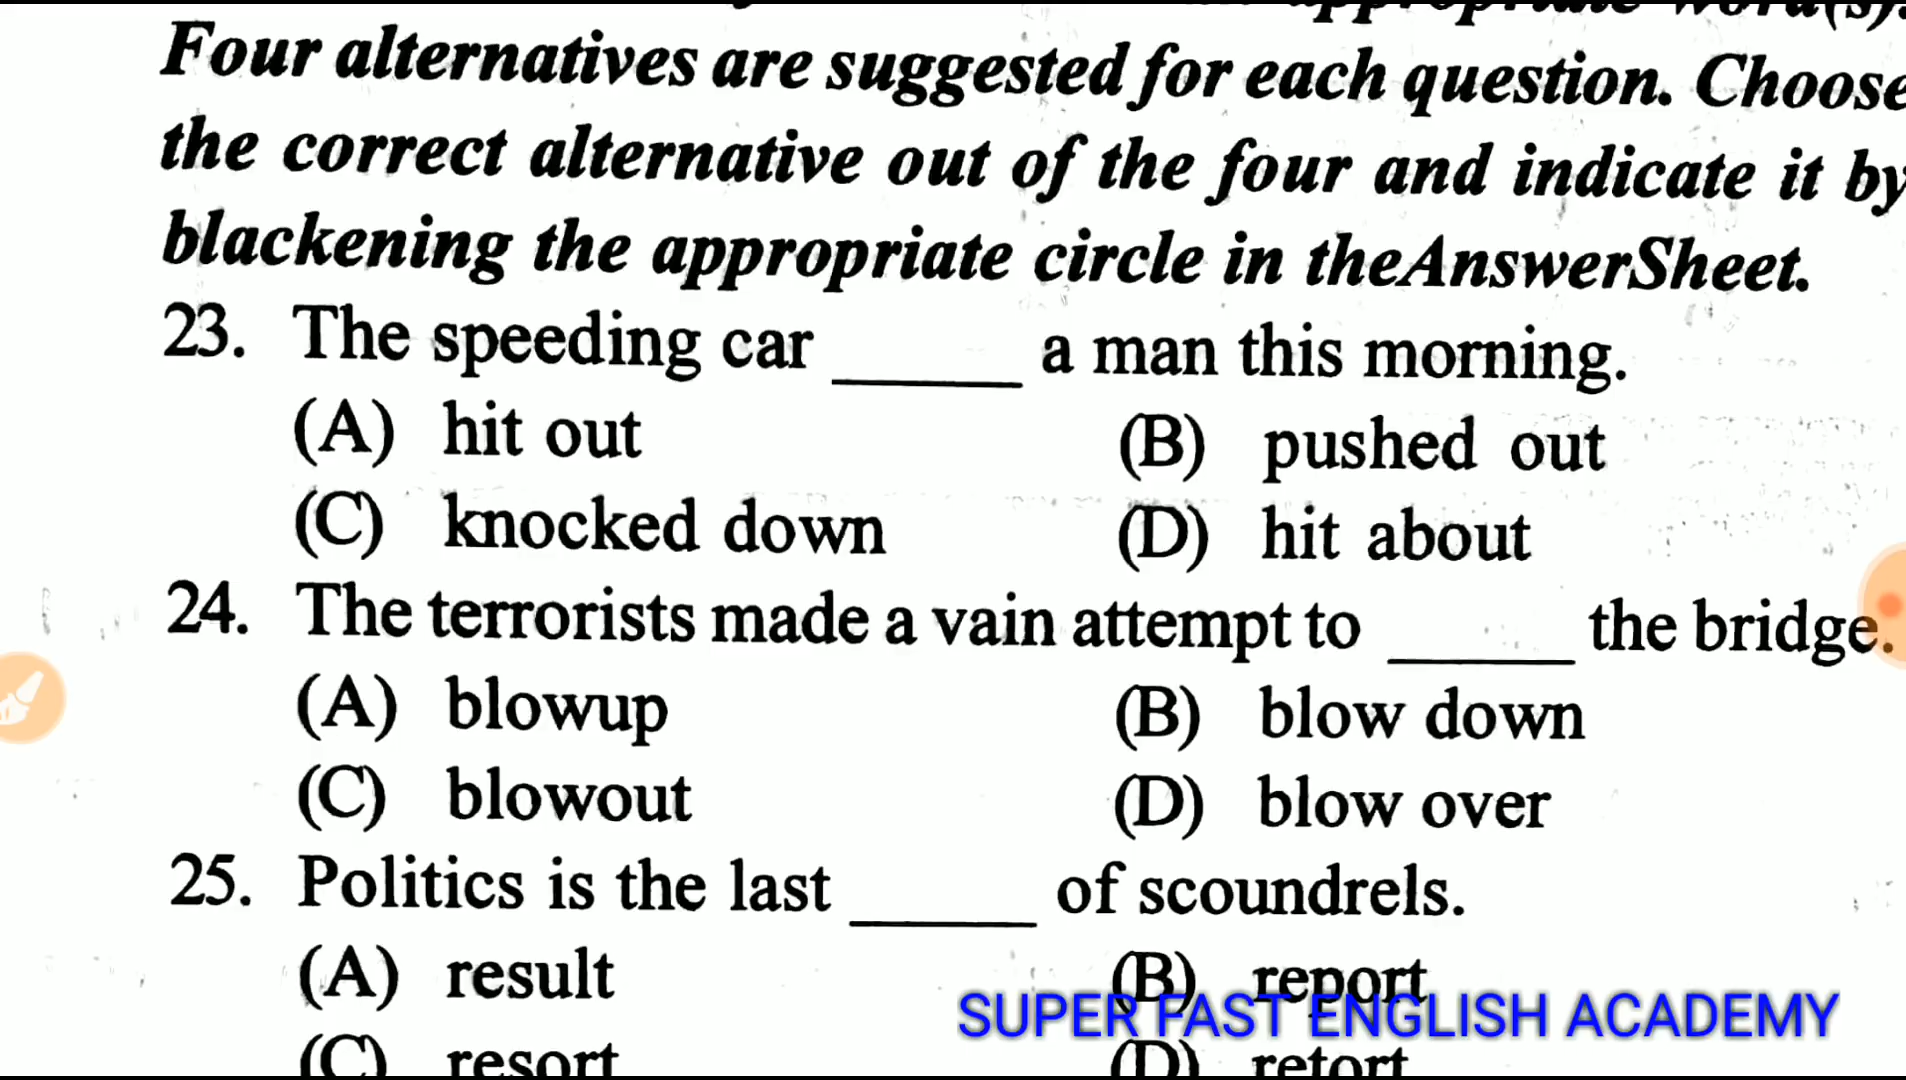 appropriate word(s).
Four alternatives are suggested for each question. Choose
the correct alternative out of the four and indicate it by
blackening the appropriate circle in theAnswerSheet.
23. The speeding car ______ a man this morning.
(A) hit out (B) pushed out
(C) knocked down (D) hit about
24. The terrorists made a vain attempt to ______ the bridge.
(A) blowup (B) blow down
(C) blowout (D) blow over
25. Politics is the last ______ of scoundrels.
(A) result (B) report
SUPER FAST ENGLISH ACADEMY
(C) resort (D) retort